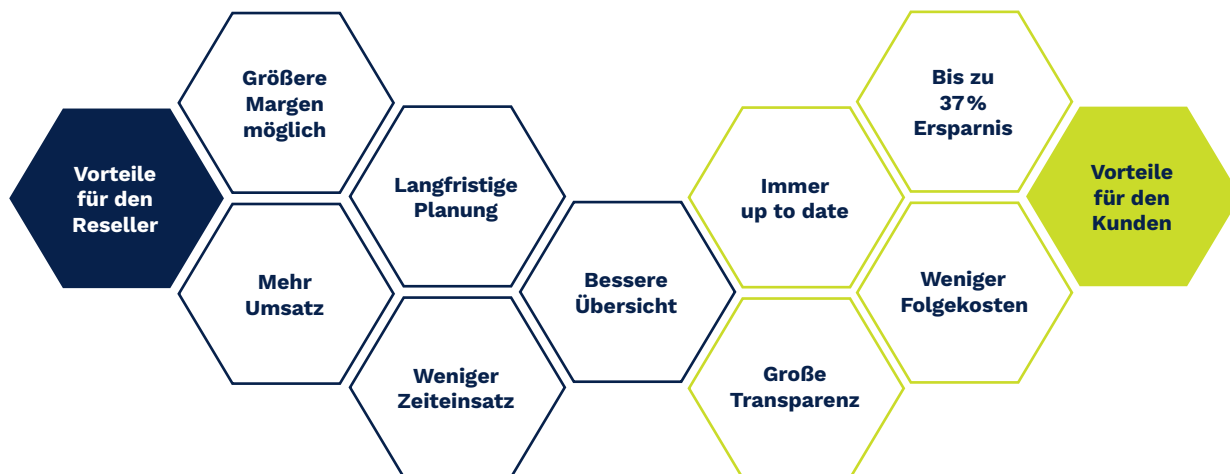 Vorteile
für den
Reseller
Größere
Margen
möglich
Mehr
Umsatz
Langfristige
Planung
Weniger
Zeiteinsatz
Bessere
Übersicht
Immer
up to date
Große
Transparenz
Bis zu
37 %
Ersparnis
Weniger
Folgekosten
Vorteile
für den
Kunden